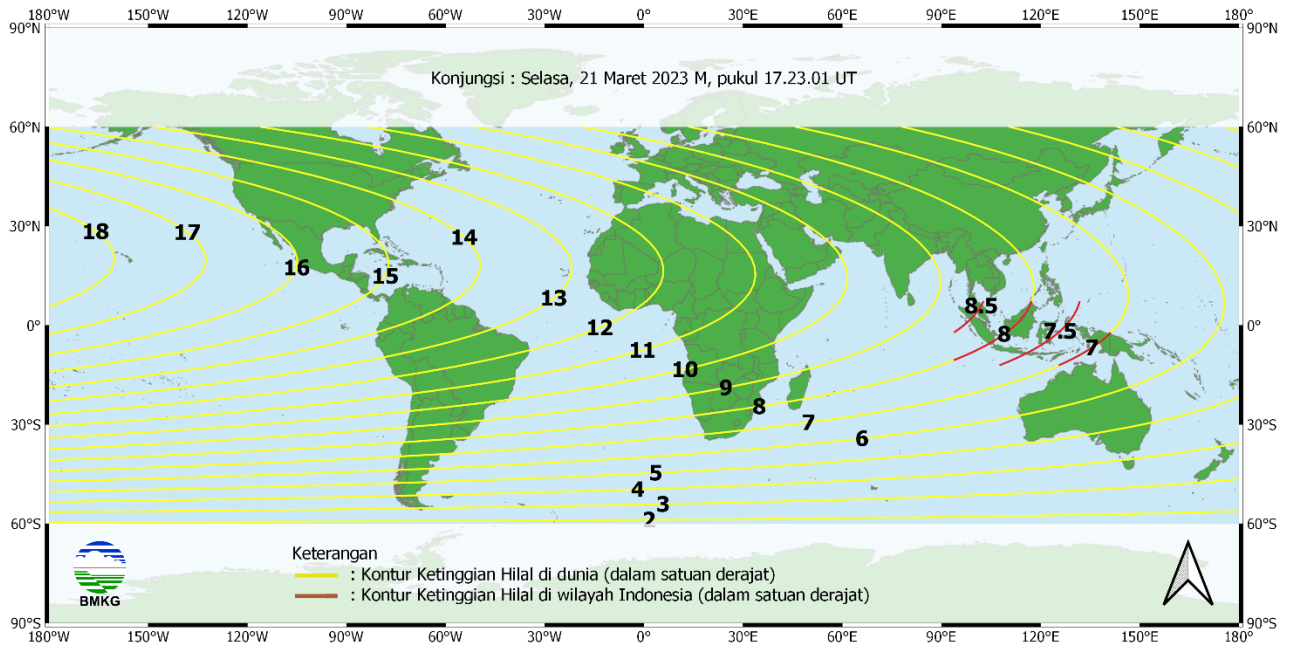 180°W 150°W 120°W 90°W 60°W 30°W 0° 30°E 60°E 90°E 120°E 150°E 180°
90°N 90°N
Konjungsi : Selasa, 21 Maret 2023 M, pukul 17.23.01 UT
60°N 60°N
18 17 14
30°N 30°N
16 15
13 8.5
0° 12 8 7.5 0°
11 7
10
9
8
30°S 7 30°S
6
5
4
3
2
60°S 60°S
Keterangan
: Kontur Ketinggian Hilal di dunia (dalam satuan derajat)
: Kontur Ketinggian Hilal di wilayah Indonesia (dalam satuan derajat)
BMKG
90°S 90°S
180°W 150°W 120°W 90°W 60°W 30°W 0° 30°E 60°E 90°E 120°E 150°E 180°